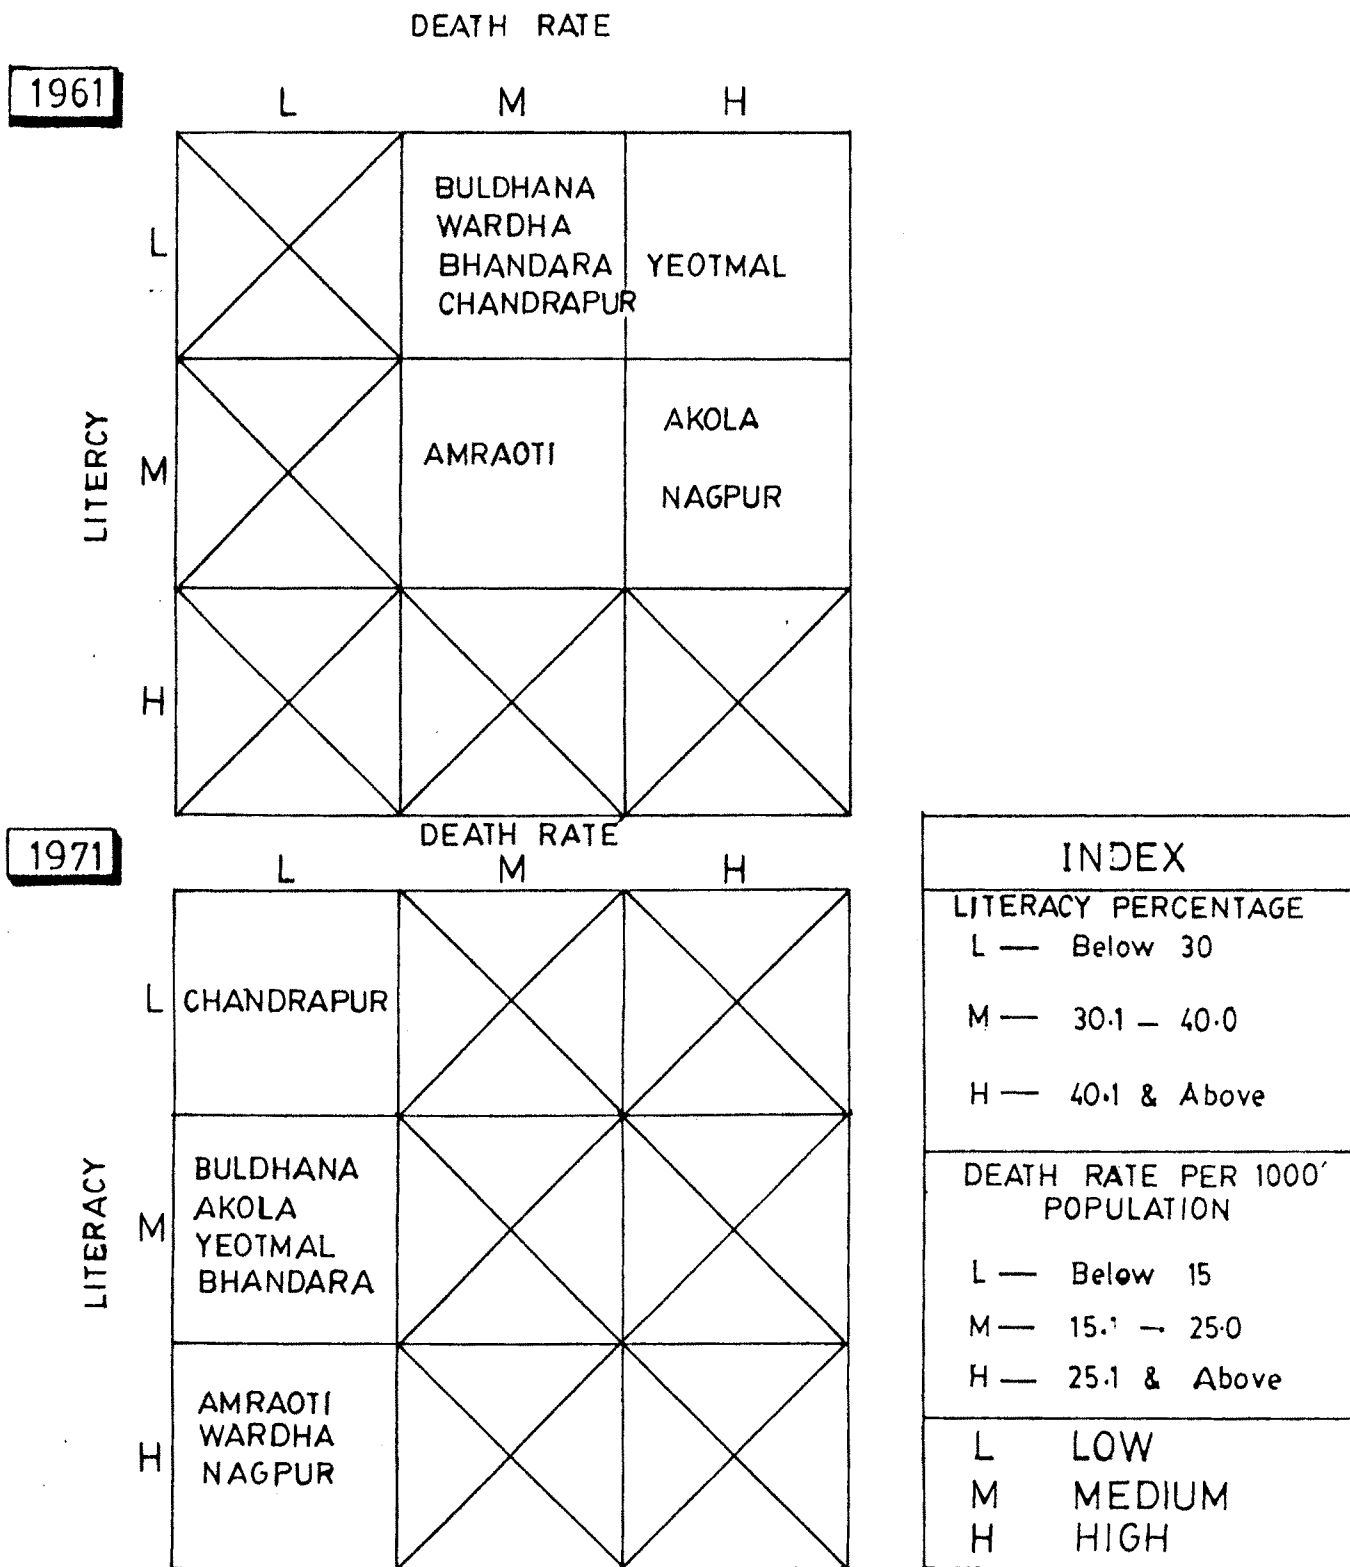 DEATH RATE
1961
L M H
L
BULDHANA
WARDHA
BHANDARA
CHANDRAPUR
YEOTMAL
LITERCY
M
AMRAOTI
AKOLA
NAGPUR
H
DEATH RATE
1971
L M H
L
CHANDRAPUR
LITERACY
M
BULDHANA
AKOLA
YEOTMAL
BHANDARA
H
AMRAOTI
WARDHA
NAGPUR
INDEX
LITERACY PERCENTAGE
L — Below 30
M — 30.1 — 40.0
H — 40.1 & Above
DEATH RATE PER 1000'
POPULATION
L — Below 15
M — 15.1 — 25.0
H — 25.1 & Above
L LOW
M MEDIUM
H HIGH